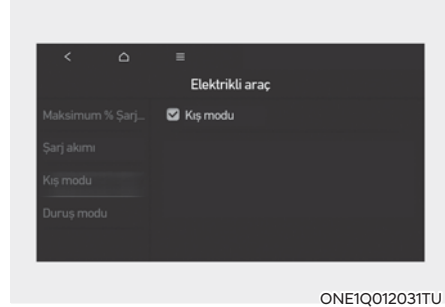 Elektrikli araç
Maksimum % Şarj...
Kış modu
Şarj akımı
Kış modu
Duruş modu
ONE1Q012031TU